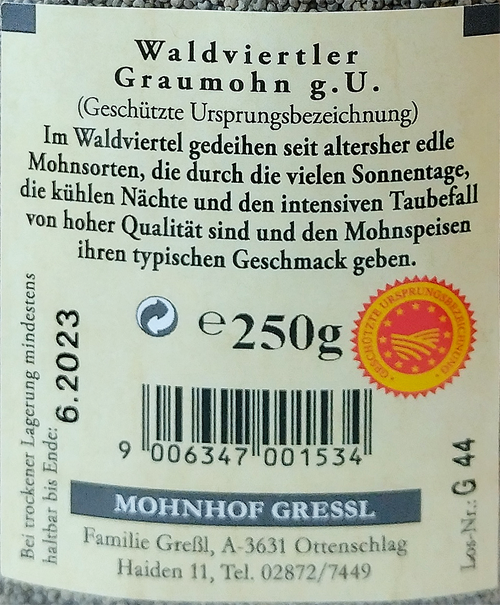 Waldviertler
Graumohn g.U.
(Geschützte Ursprungsbezeichnung)
Im Waldviertel gedeihen seit altersher edle
Mohnsorten, die durch die vielen Sonnentage,
die kühlen Nächte und den intensiven Taubefall
von hoher Qualität sind und den Mohnspeisen
ihren typischen Geschmack geben.
Bei trockener Lagerung mindestens
haltbar bis Ende: 6.2023
℮250g
GESCHÜTZTE URSPRUNGSBEZEICHNUNG
9 006347 001534
Los-Nr.: G 44
MOHNHOF GRESSL
Familie Greßl, A-3631 Ottenschlag
Haiden 11, Tel. 02872/7449